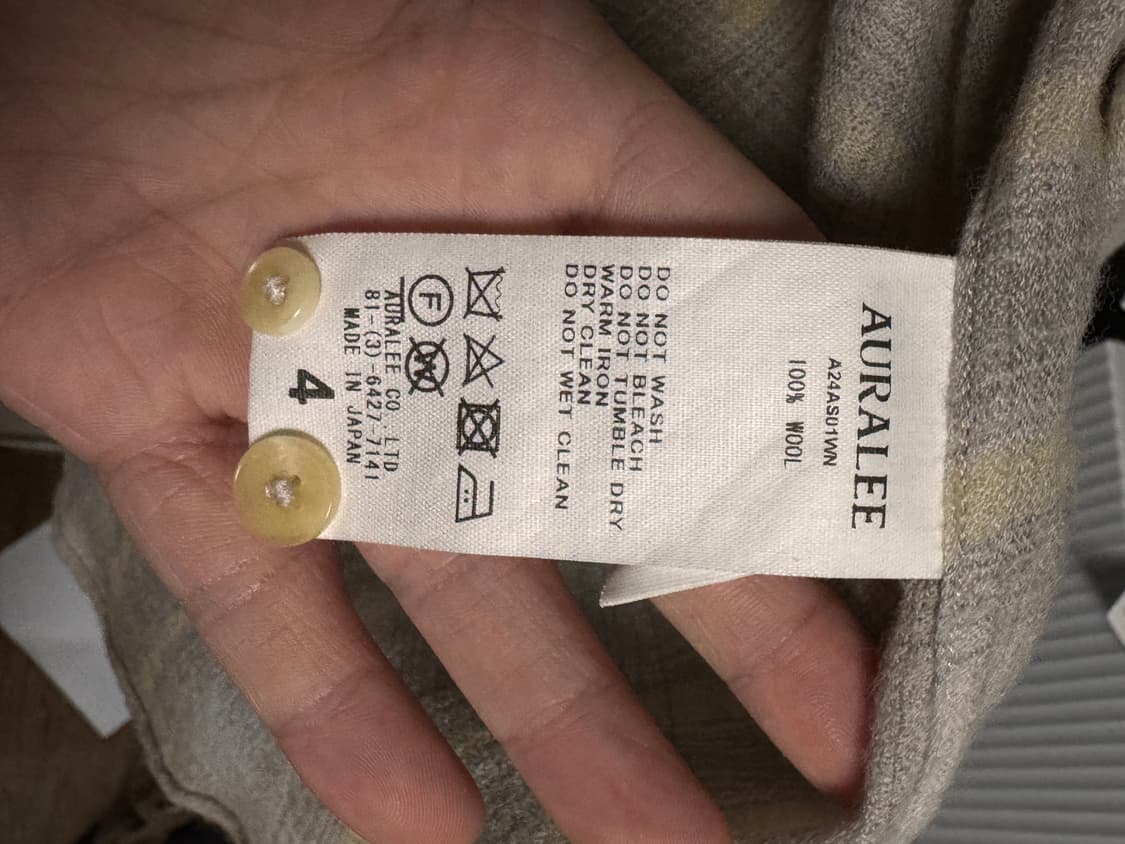 AURALEE
A24AS01WN
100% WOOL
DO NOT WASH
DO NOT BLEACH
DO NOT TUMBLE DRY
WARM IRON
DRY CLEAN
DO NOT WET CLEAN
F W
AURALEE CO.,LTD
81-(3)-6427-7141
MADE IN JAPAN
4